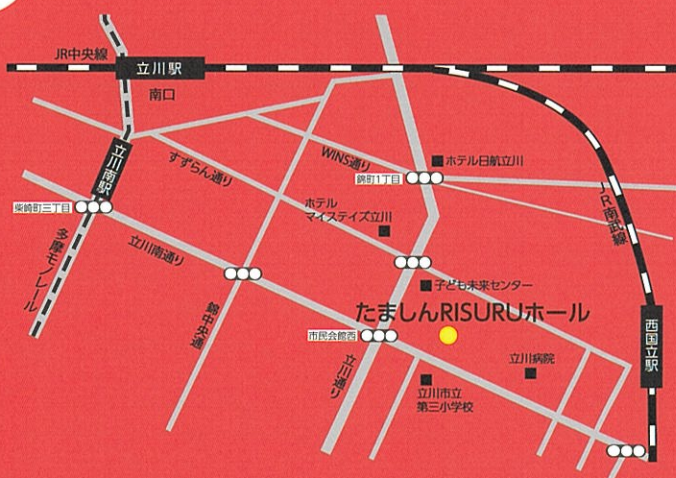 JR中央線
立川駅
南口
立川南駅
すずらん通り
WINS通り
ホテル日航立川
錦町1丁目
JR南武線
柴崎町三丁目
ホテル
マイステイズ立川
多摩モノレール
立川南通り
子ども未来センター
たましんRISURUホール
錦中央通
市民会館西
西国立駅
立川通り
立川病院
立川市立
第三小学校